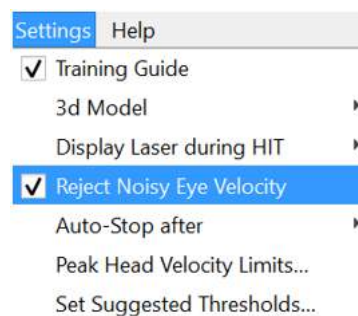 Settings Help
Training Guide
3d Model
Display Laser during HIT
Reject Noisy Eye Velocity
Auto-Stop after
Peak Head Velocity Limits...
Set Suggested Thresholds...